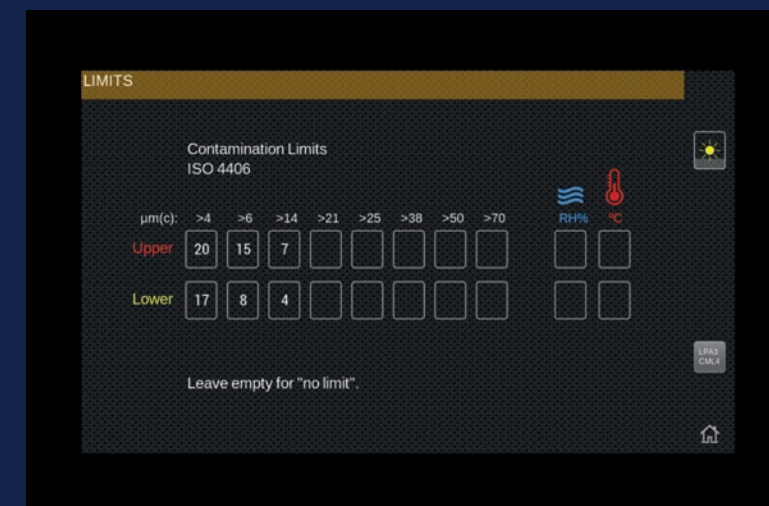 LIMITS
Contamination Limits
ISO 4406
µm(c): >4 >6 >14 >21 >25 >38 >50 >70 RH% ºC
Upper 20 15 7
Lower 17 8 4
LPA3
CML4
Leave empty for "no limit".